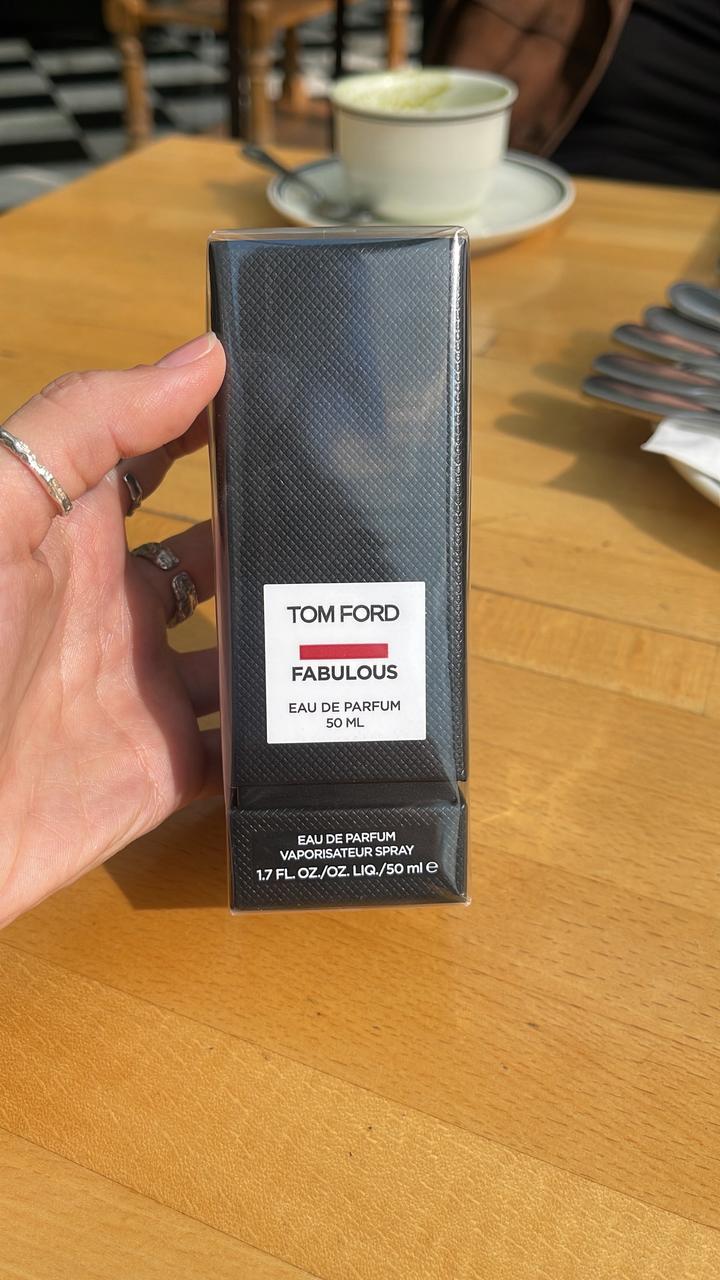 TOM FORD
FABULOUS
EAU DE PARFUM
50 ML
EAU DE PARFUM
VAPORISATEUR SPRAY
1.7 FL. OZ./OZ. LIQ./50 ml ℮